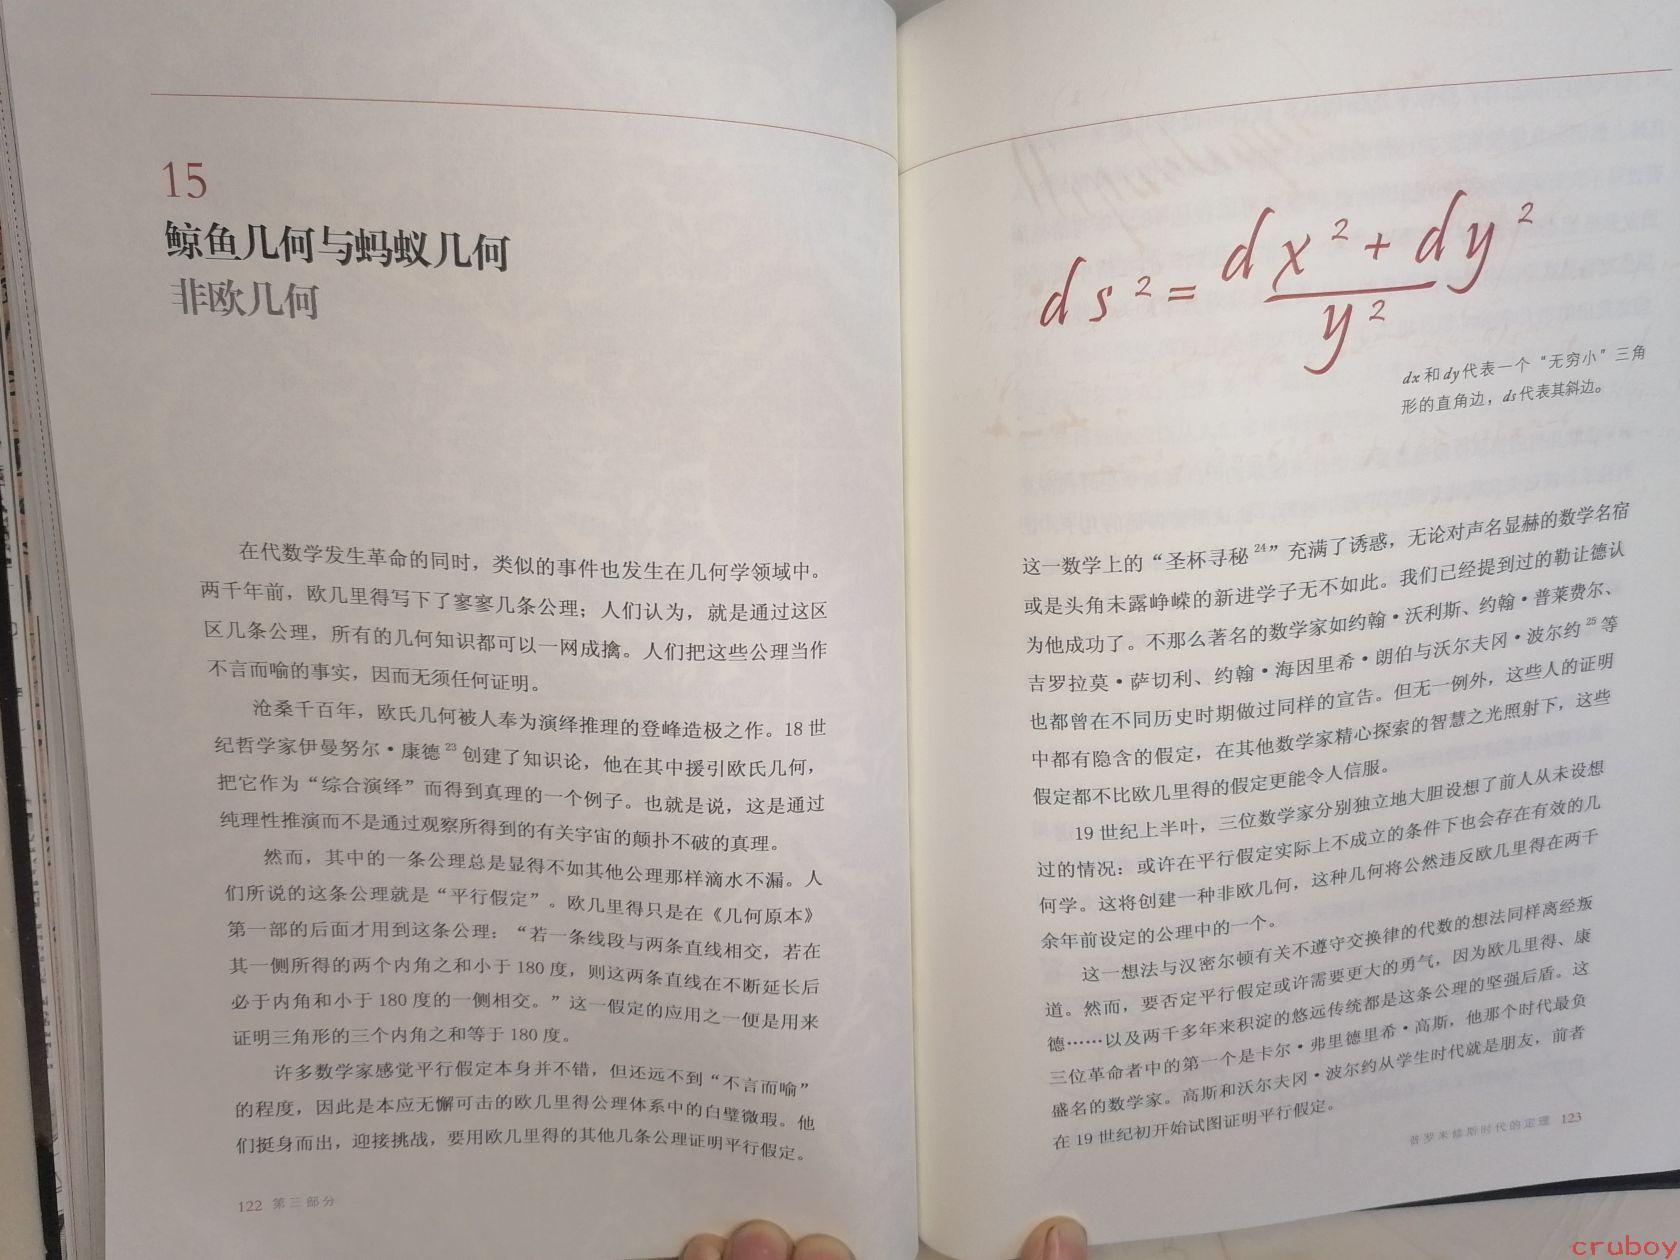 15
鲸鱼几何与蚂蚁几何
非欧几何
在代数学发生革命的同时，类似的事件也发生在几何学领域中。
两千年前，欧几里得写下了寥寥几条公理；人们认为，就是通过这区
区几条公理，所有的几何知识都可以一网成擒。人们把这些公理当作
不言而喻的事实，因而无须任何证明。
沧桑千百年，欧氏几何被人奉为演绎推理的登峰造极之作。18世
纪哲学家伊曼努尔·康德23创建了知识论，他在其中援引欧氏几何，
把它作为“综合演绎”而得到真理的一个例子。也就是说，这是通过
纯理性推演而不是通过观察所得到的有关宇宙的颠扑不破的真理。
然而，其中的一条公理总是显得不如其他公理那样滴水不漏。人
们所说的这条公理就是“平行假定”。欧几里得只是在《几何原本》
第一部的后面才用到这条公理：“若一条线段与两条直线相交，若在
其一侧所得的两个内角之和小于180度，则这两条直线在不断延长后
必于内角和小于180度的一侧相交。”这一假定的应用之一便是用来
证明三角形的三个内角之和等于180度。
许多数学家感觉平行假定本身并不错，但还远不到“不言而喻”
的程度，因此是本应无懈可击的欧几里得公理体系中的白璧微瑕。他
们挺身而出，迎接挑战，要用欧几里得的其他几条公理证明平行假定。
122 第三部分
ds²=dx²+dy²
y²
dx和dy代表一个“无穷小”三角
形的直角边，ds代表其斜边。
这一数学上的“圣杯寻秘24”充满了诱惑，无论对声名显赫的数学名宿
或是头角未露峥嵘的新进学子无不如此。我们已经提到过的勒让德认
为他成功了。不那么著名的数学家如约翰·沃利斯、约翰·普莱费尔、
吉罗拉莫·萨切利、约翰·海因里希·朗伯与沃尔夫冈·波尔约25等
也都曾在不同历史时期做过同样的宣告。但无一例外，这些人的证明
中都有隐含的假定，在其他数学家精心探索的智慧之光照射下，这些
假定都不比欧几里得的假定更能令人信服。
19世纪上半叶，三位数学家分别独立地大胆设想了前人从未设想
过的情况：或许在平行假定实际上不成立的条件下也会存在有效的几
何学。这将创建一种非欧几何，这种几何将公然违反欧几里得在两千
余年前设定的公理中的一个。
这一想法与汉密尔顿有关不遵守交换律的代数的想法同样离经叛
道。然而，要否定平行假定或许需要更大的勇气，因为欧几里得、康
德……以及两千多年来积淀的悠远传统都是这条公理的坚强后盾。这
三位革命者中的第一个是卡尔·弗里德里希·高斯，他那个时代最负
盛名的数学家。高斯和沃尔夫冈·波尔约从学生时代就是朋友，前者
在19世纪初开始试图证明平行假定。
普罗米修斯时代的定理 123
cruboy